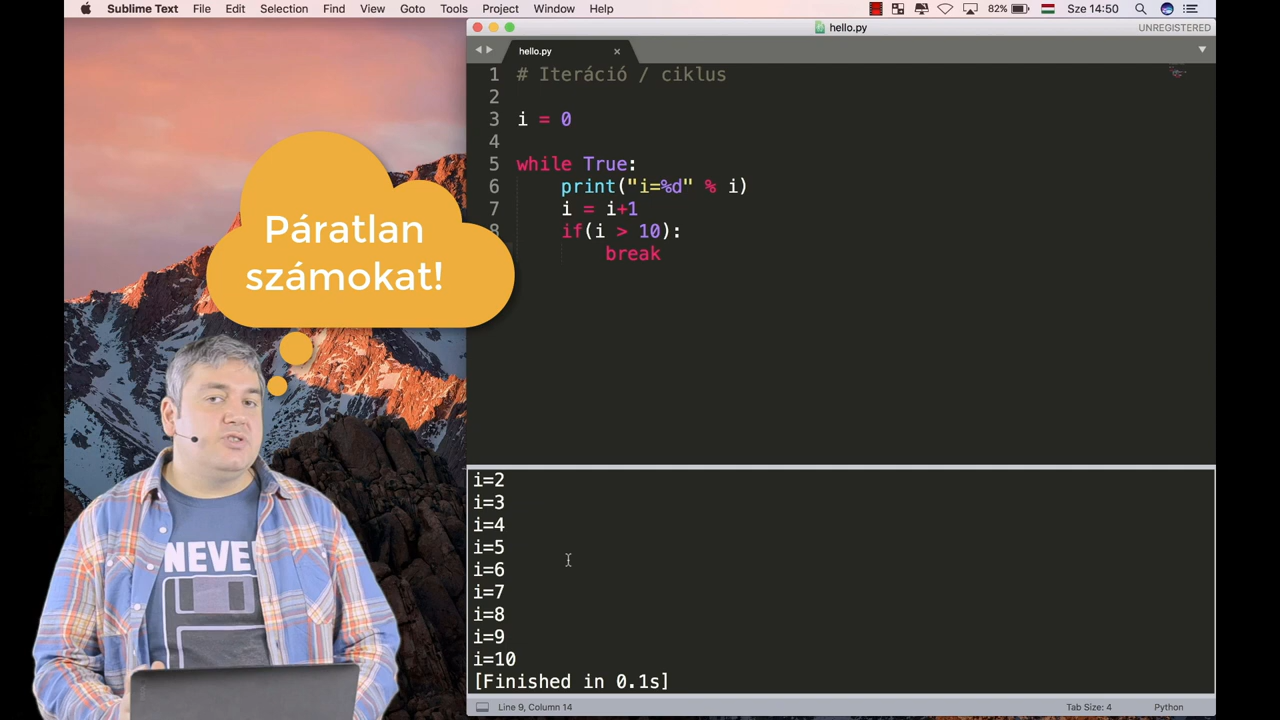 Sublime Text File Edit Selection Find View Goto Tools Project Window Help 82% Sze 14:50
hello.py UNREGISTERED
hello.py
1 # Iteráció / ciklus
2
3 i = 0
4
5 while True:
6 print("i=%d" % i)
7 i = i+1
8 if(i > 10):
break
Páratlan
számokat!
i=2
i=3
i=4
i=5
i=6
i=7
i=8
i=9
i=10
[Finished in 0.1s]
NEVE
Line 9, Column 14 Tab Size: 4 Python